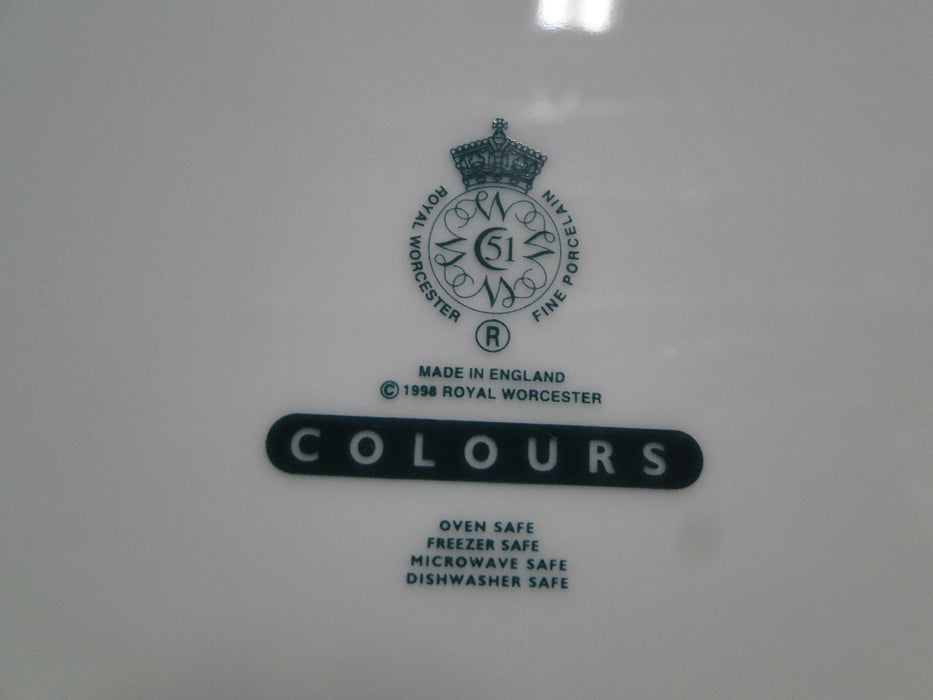 ROYAL WORCESTER
FINE PORCELAIN
W
W
W
W
C51
®
MADE IN ENGLAND
© 1998 ROYAL WORCESTER
COLOURS
OVEN SAFE
FREEZER SAFE
MICROWAVE SAFE
DISHWASHER SAFE